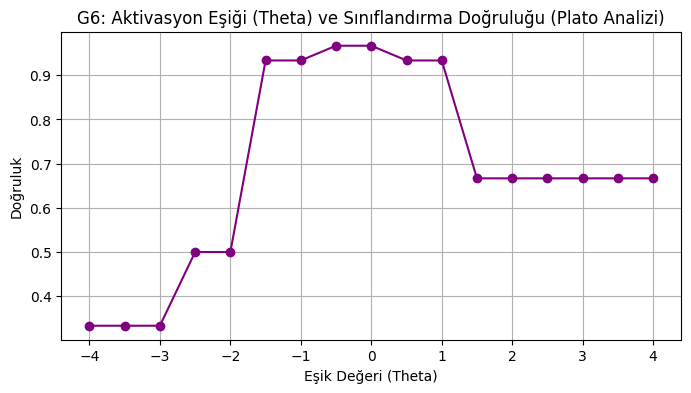 G6: Aktivasyon Eşiği (Theta) ve Sınıflandırma Doğruluğu (Plato Analizi)
Doğruluk
0.9
0.8
0.7
0.6
0.5
0.4
−4 −3 −2 −1 0 1 2 3 4
Eşik Değeri (Theta)